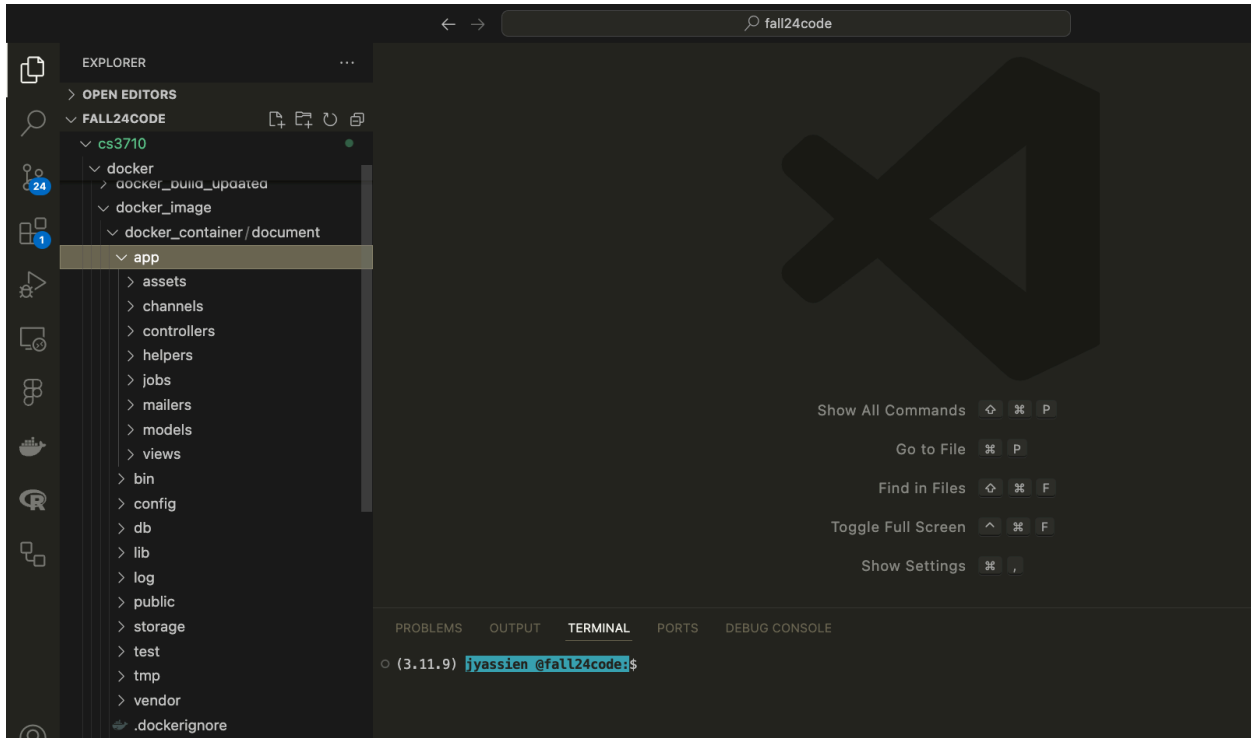 fall24code
EXPLORER
OPEN EDITORS
FALL24CODE
cs3710
docker
docker_build_updated
docker_image
docker_container/document
app
assets
channels
controllers
helpers
jobs
mailers
models
views
bin
config
db
lib
log
public
storage
test
tmp
vendor
.dockerignore
24
1
R
Show All Commands ⇧ ⌘ P
Go to File ⌘ P
Find in Files ⇧ ⌘ F
Toggle Full Screen ^ ⌘ F
Show Settings ⌘ ,
PROBLEMS OUTPUT TERMINAL PORTS DEBUG CONSOLE
(3.11.9) jyassien @fall24code:$